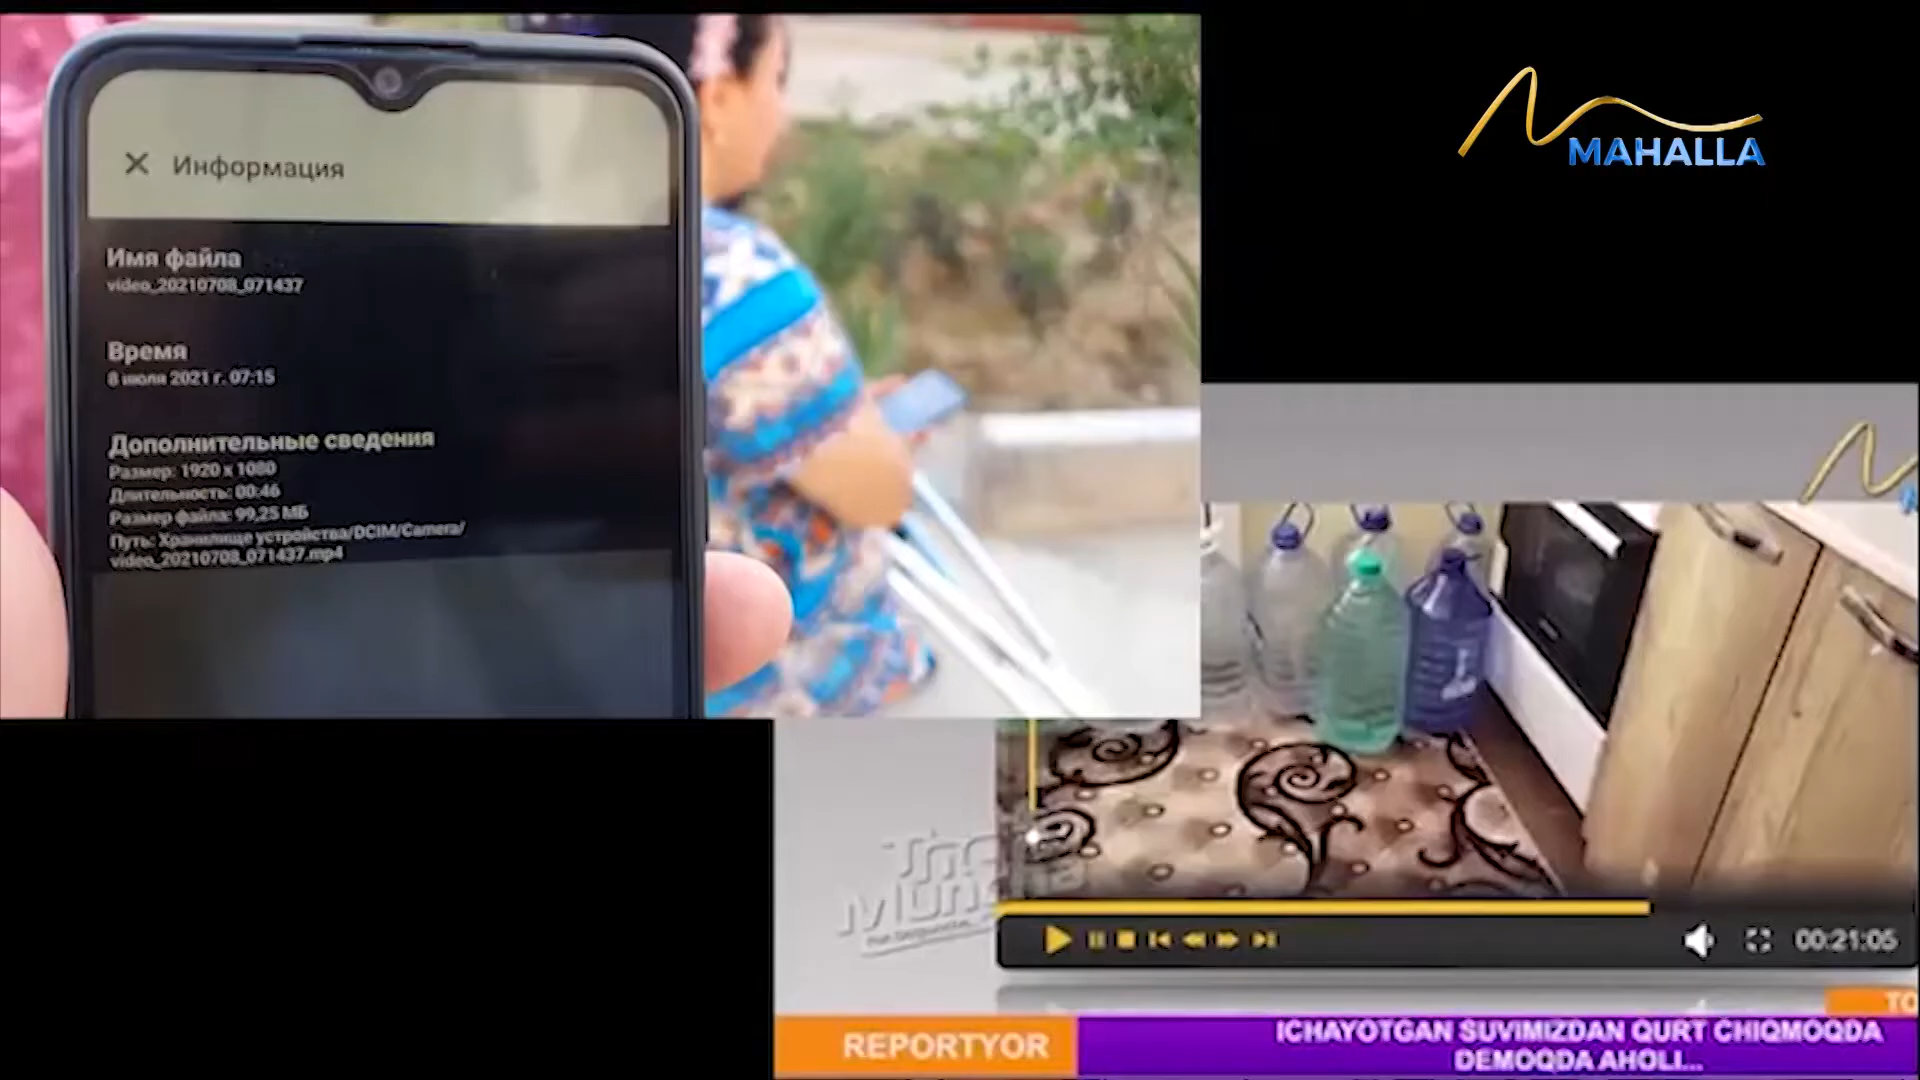 Информация
Имя файла
video_20210708_071437
Время
8 июля 2021 г. 07:15
Дополнительные сведения
Размер: 1920 x 1080
Длительность: 00:46
Размер файла: 99,25 МБ
Путь: Хранилище устройства/DCIM/Camera/
video_20210708_071437.mp4
MAHALLA
00:21:05
TO
REPORTYOR
ICHAYOTGAN SUVIMIZDAN QURT CHIQMOQDA
DEMOQDA AHOLI...